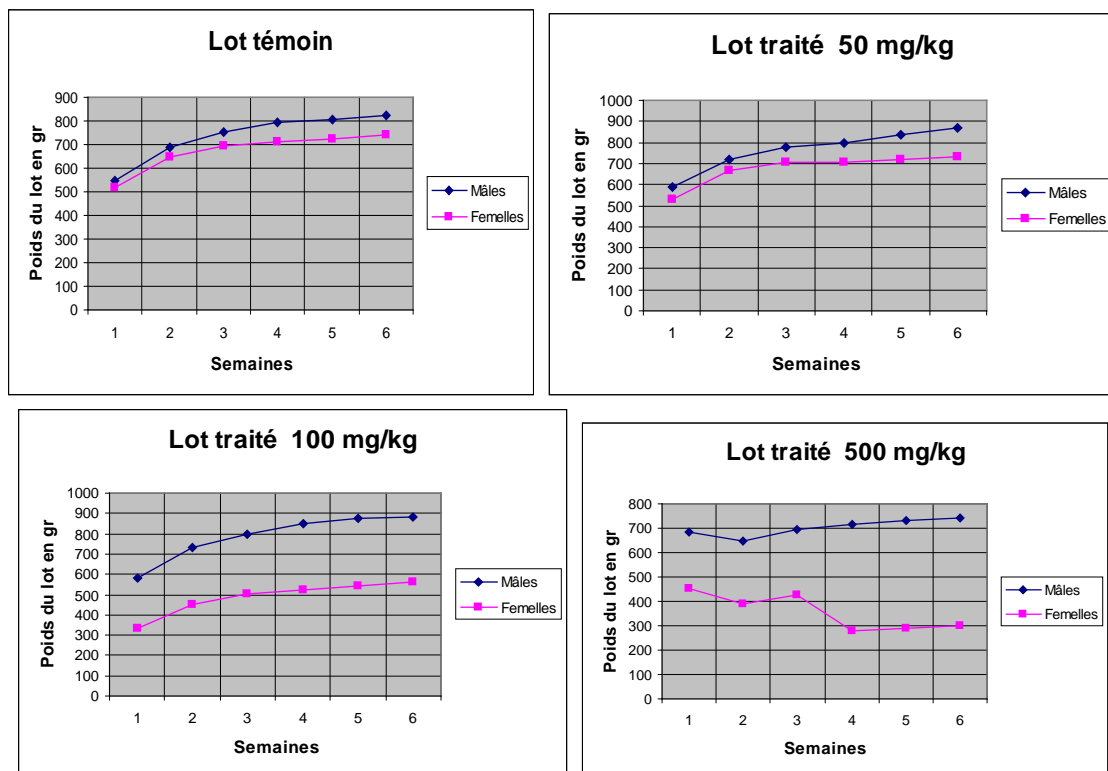 Lot témoin
Poids du lot en gr
900
800
700
600
500
400
300
200
100
0
1 2 3 4 5 6
Semaines
Mâles
Femelles
Lot traité 50 mg/kg
Poids du lot en gr
1000
900
800
700
600
500
400
300
200
100
0
1 2 3 4 5 6
Semaines
Mâles
Femelles
Lot traité 100 mg/kg
Poids du lot en gr
1000
900
800
700
600
500
400
300
200
100
0
1 2 3 4 5 6
Semaines
Mâles
Femelles
Lot traité 500 mg/kg
Poids du lot en gr
800
700
600
500
400
300
200
100
0
1 2 3 4 5 6
Semaines
Mâles
Femelles